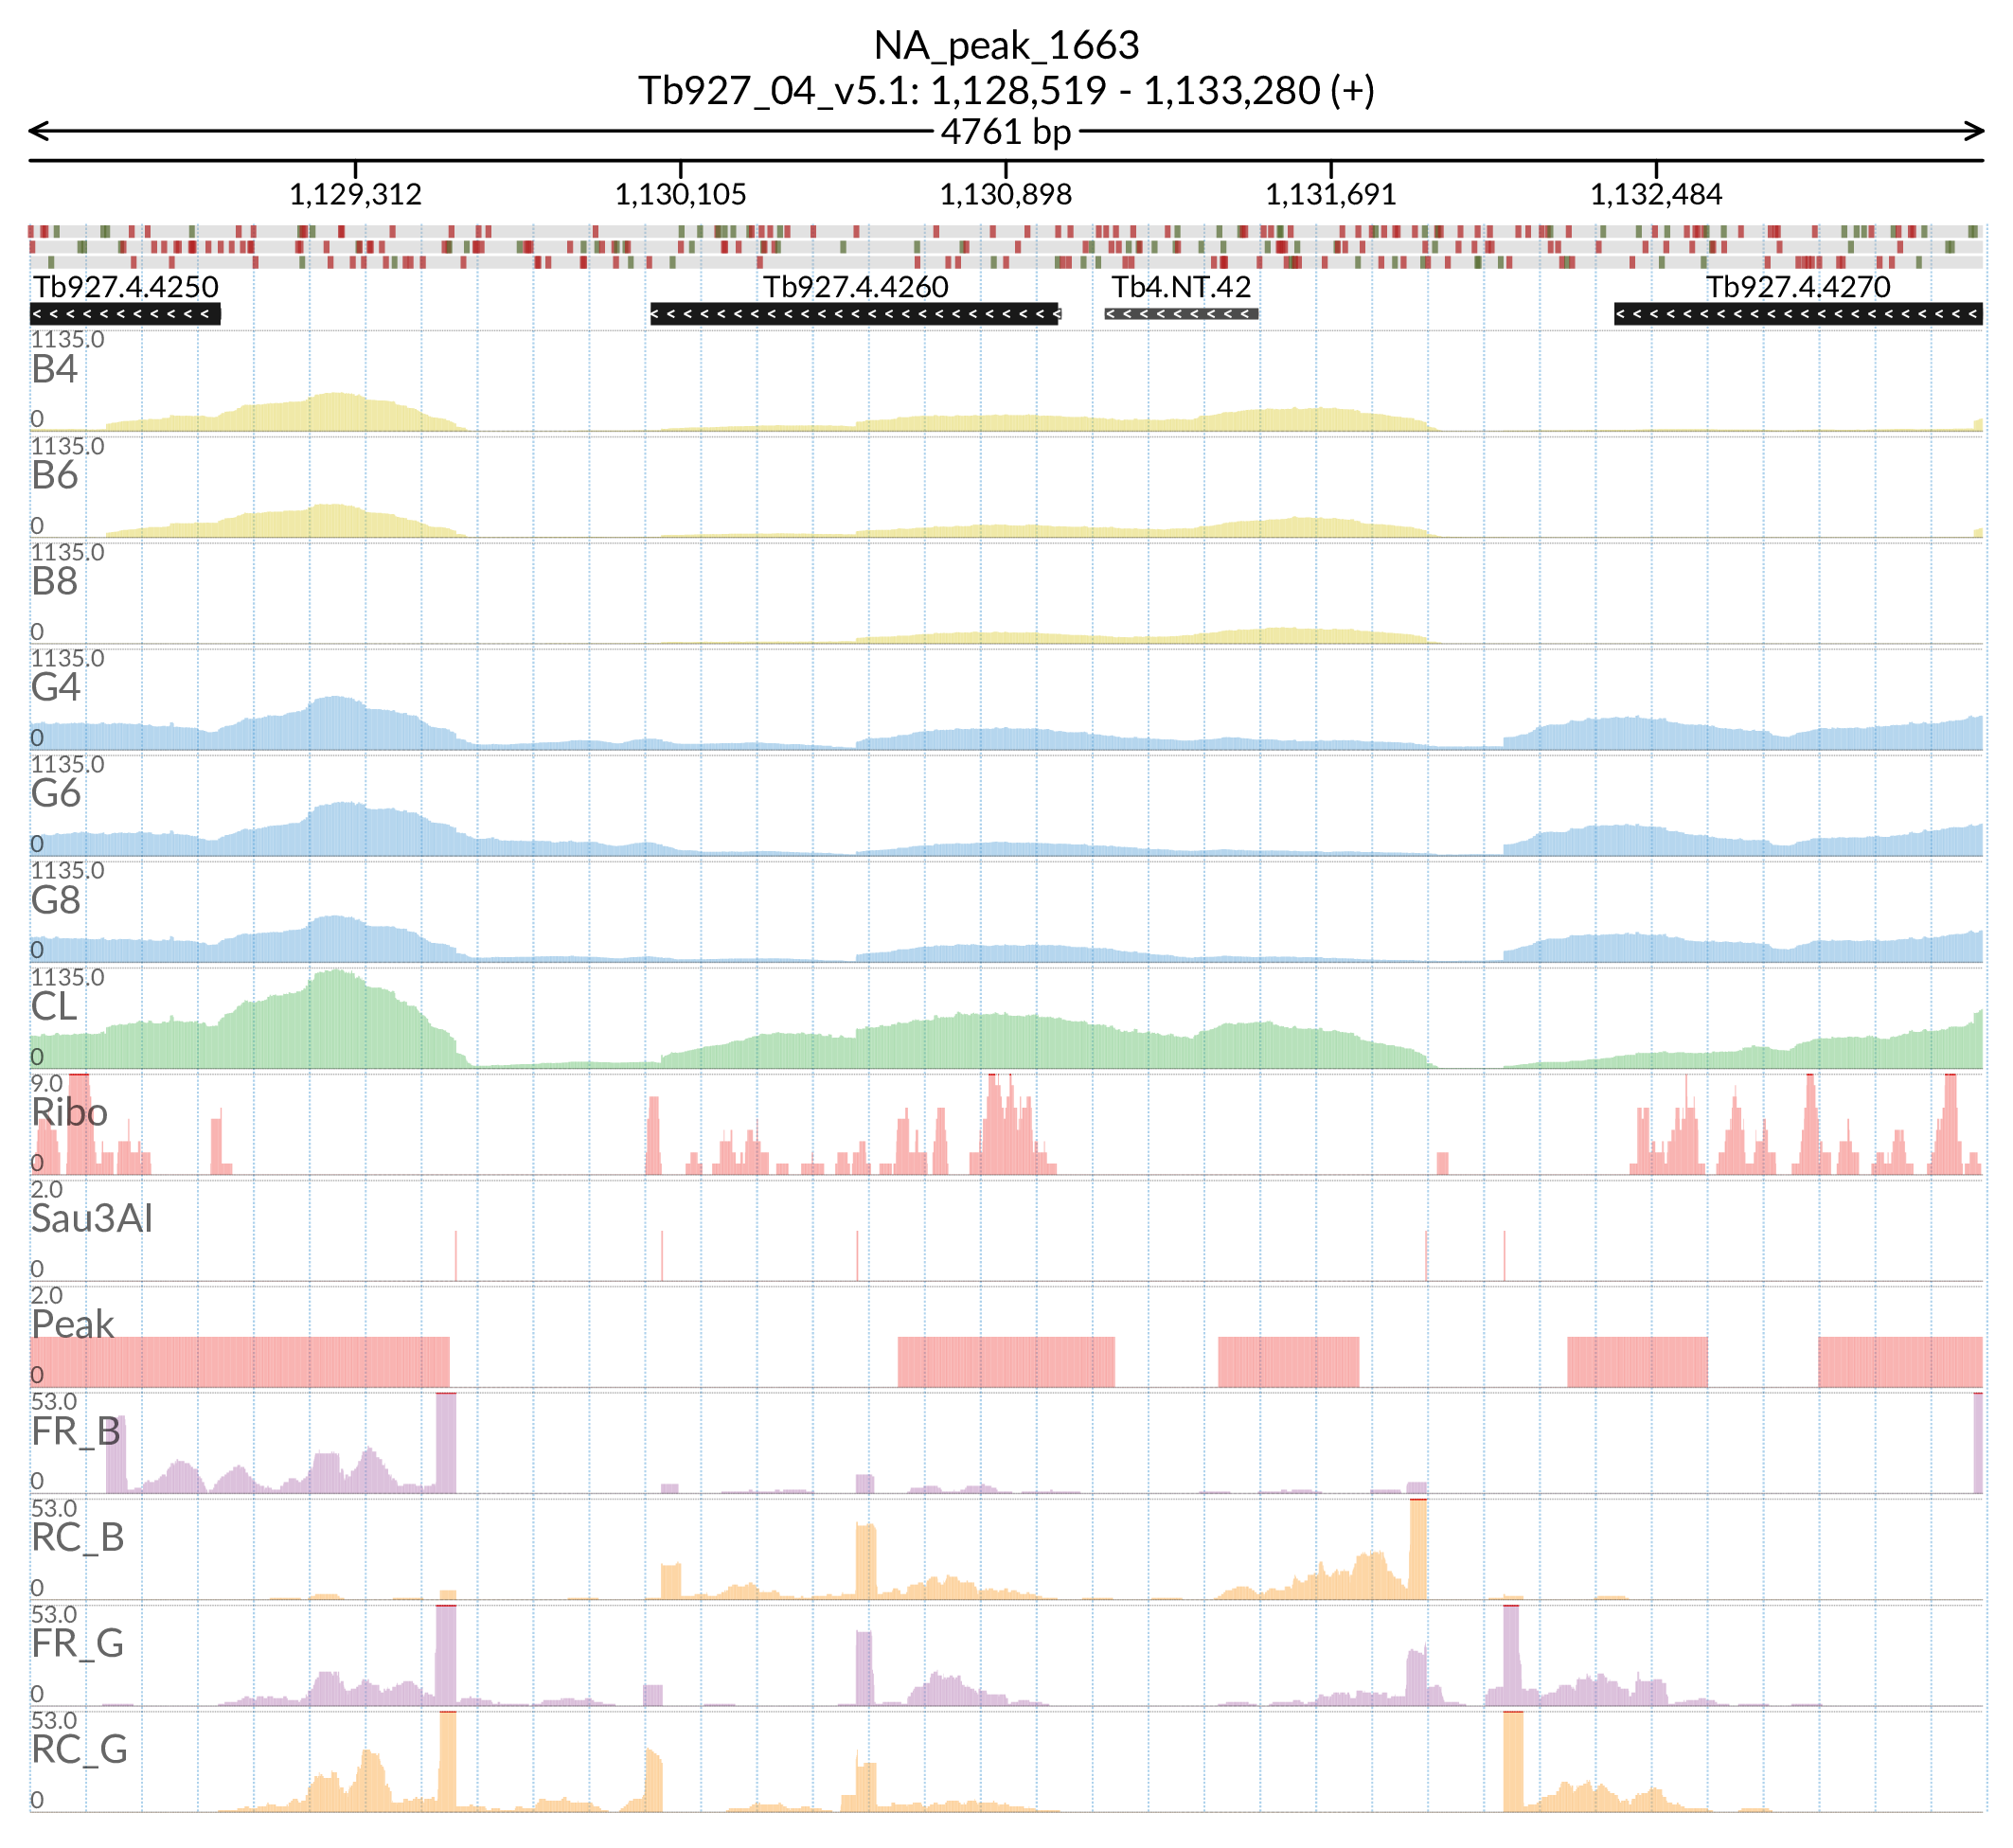 NA_peak_1663
Tb927_04_v5.1: 1,128,519 - 1,133,280 (+)
4761 bp
1,129,312 1,130,105 1,130,898 1,131,691 1,132,484
Tb927.4.4250 Tb927.4.4260 Tb4.NT.42 Tb927.4.4270
1135.0
B4
0
1135.0
B6
0
1135.0
B8
0
1135.0
G4
0
1135.0
G6
0
1135.0
G8
0
1135.0
CL
0
9.0
Ribo
0
2.0
Sau3AI
0
2.0
Peak
0
53.0
FR_B
0
53.0
RC_B
0
53.0
FR_G
0
53.0
RC_G
0